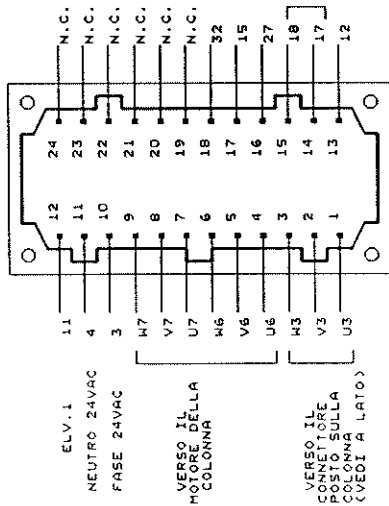 ELV.1 11 12 24 N.C.
NEUTRO 24VAC 4 11 23 N.C.
FASE 24VAC 3 10 22 N.C.
W7 9 21 N.C.
V7 8 20 N.C.
U7 7 19 N.C.
W6 6 18 32
V6 5 17 15
U6 4 16 27
W3 3 15 18
V3 2 14 17
U3 1 13 12
VERSO IL
MOTORE DELLA
COLONNA
VERSO IL
CONNETTORE
POSTO SULLA
COLONNA
(VEDI A LATO)